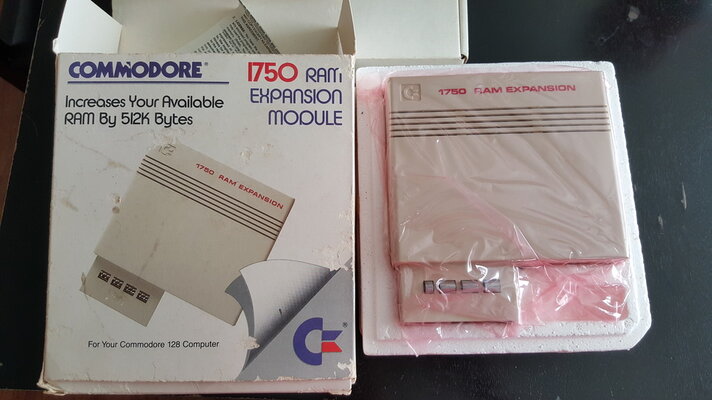 COMMODORE®
1750 RAM
EXPANSION
MODULE
Increases Your Available
RAM By 512K Bytes
1750 RAM EXPANSION
For Your Commodore 128 Computer
®
1750 RAM EXPANSION